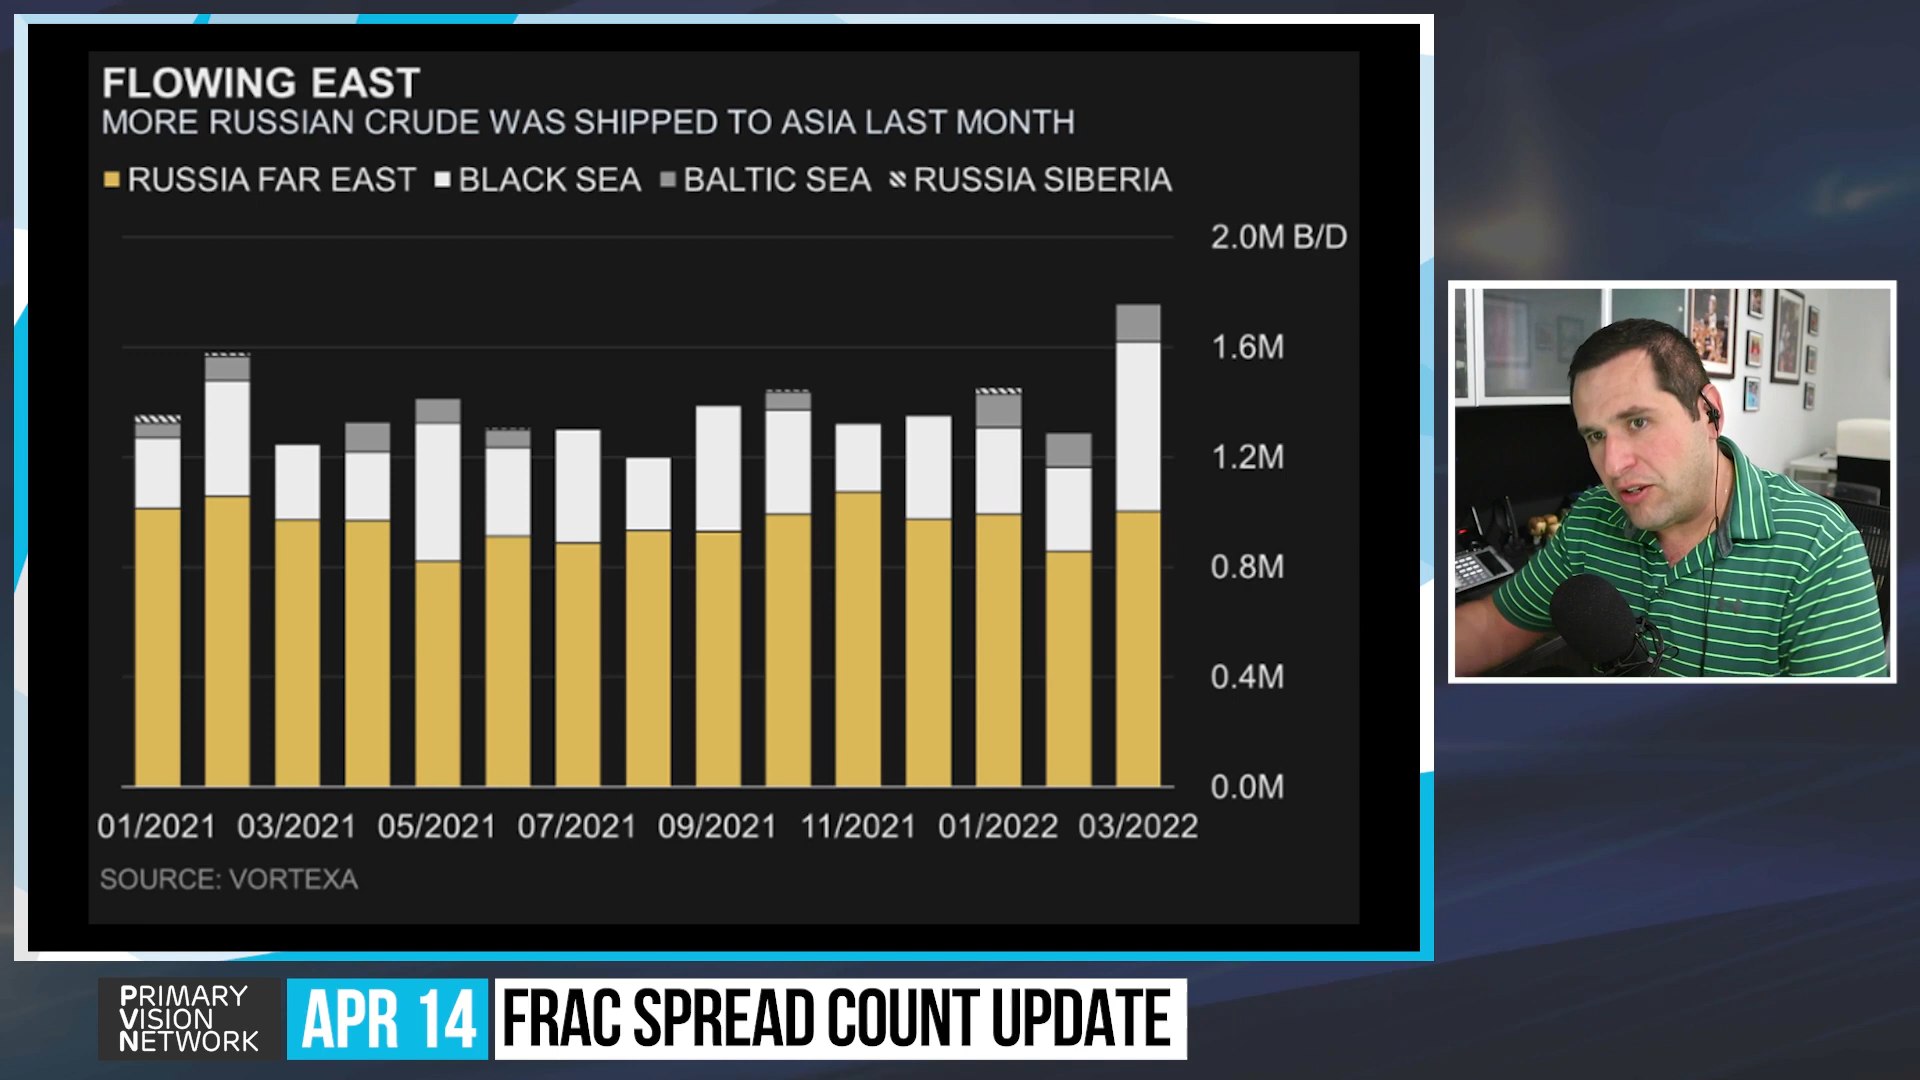 FLOWING EAST
MORE RUSSIAN CRUDE WAS SHIPPED TO ASIA LAST MONTH
RUSSIA FAR EAST BLACK SEA BALTIC SEA RUSSIA SIBERIA
2.0M B/D
1.6M
1.2M
0.8M
0.4M
0.0M
01/2021 03/2021 05/2021 07/2021 09/2021 11/2021 01/2022 03/2022
SOURCE: VORTEXA
PRIMARY
VISION
NETWORK
APR 14
FRAC SPREAD COUNT UPDATE